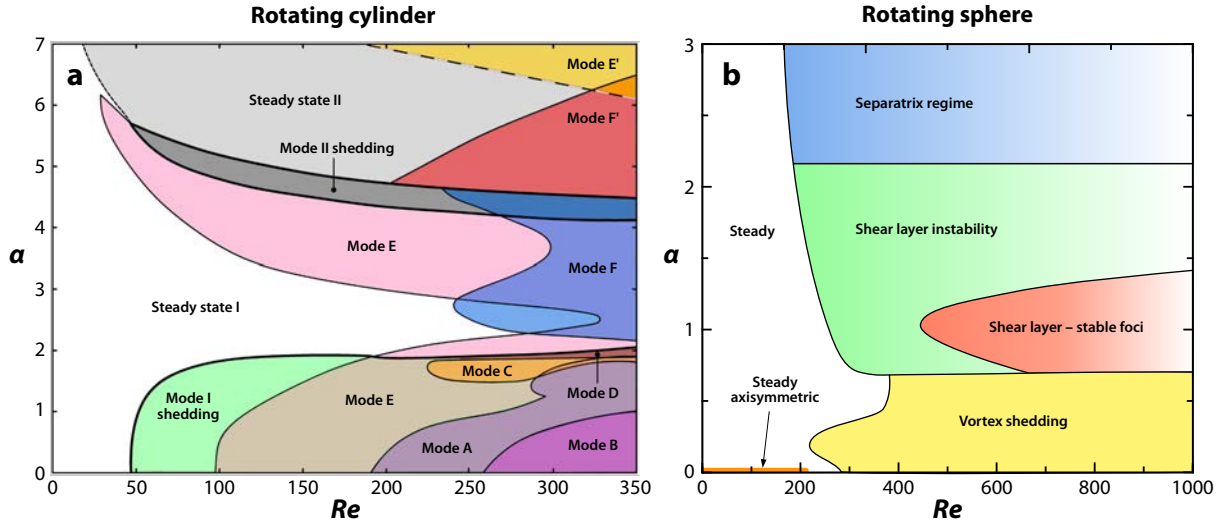 Rotating cylinder
a
7
6
5
4
3
2
1
0
α
0
50
100
150
200
250
300
350
Re
Mode E'
Steady state II
Mode F'
Mode II shedding
Mode E
Mode F
Steady state I
Mode C
Mode I
shedding
Mode E
Mode D
Mode A
Mode B
Rotating sphere
b
3
2
1
0
α
0
200
400
600
800
1000
Re
Separatrix regime
Steady
Shear layer instability
Shear layer – stable foci
Steady
axisymmetric
Vortex shedding